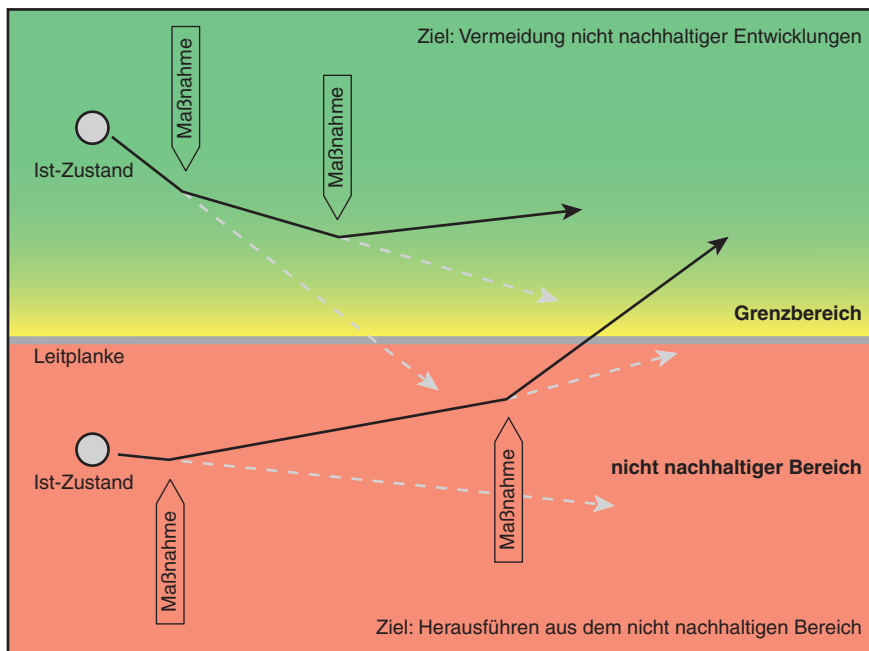 Ziel: Vermeidung nicht nachhaltiger Entwicklungen
Maßnahme
Maßnahme
Ist-Zustand
Grenzbereich
Leitplanke
Ist-Zustand
nicht nachhaltiger Bereich
Maßnahme
Maßnahme
Ziel: Herausführen aus dem nicht nachhaltigen Bereich